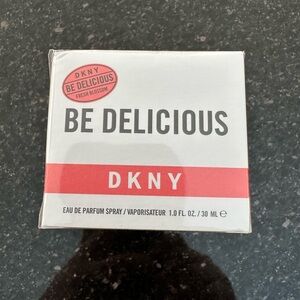 DKNY
BE DELICIOUS
FRESH BLOSSOM
BE DELICIOUS
DKNY
EAU DE PARFUM SPRAY / VAPORISATEUR 1.0 FL. OZ. / 30 ML ℮